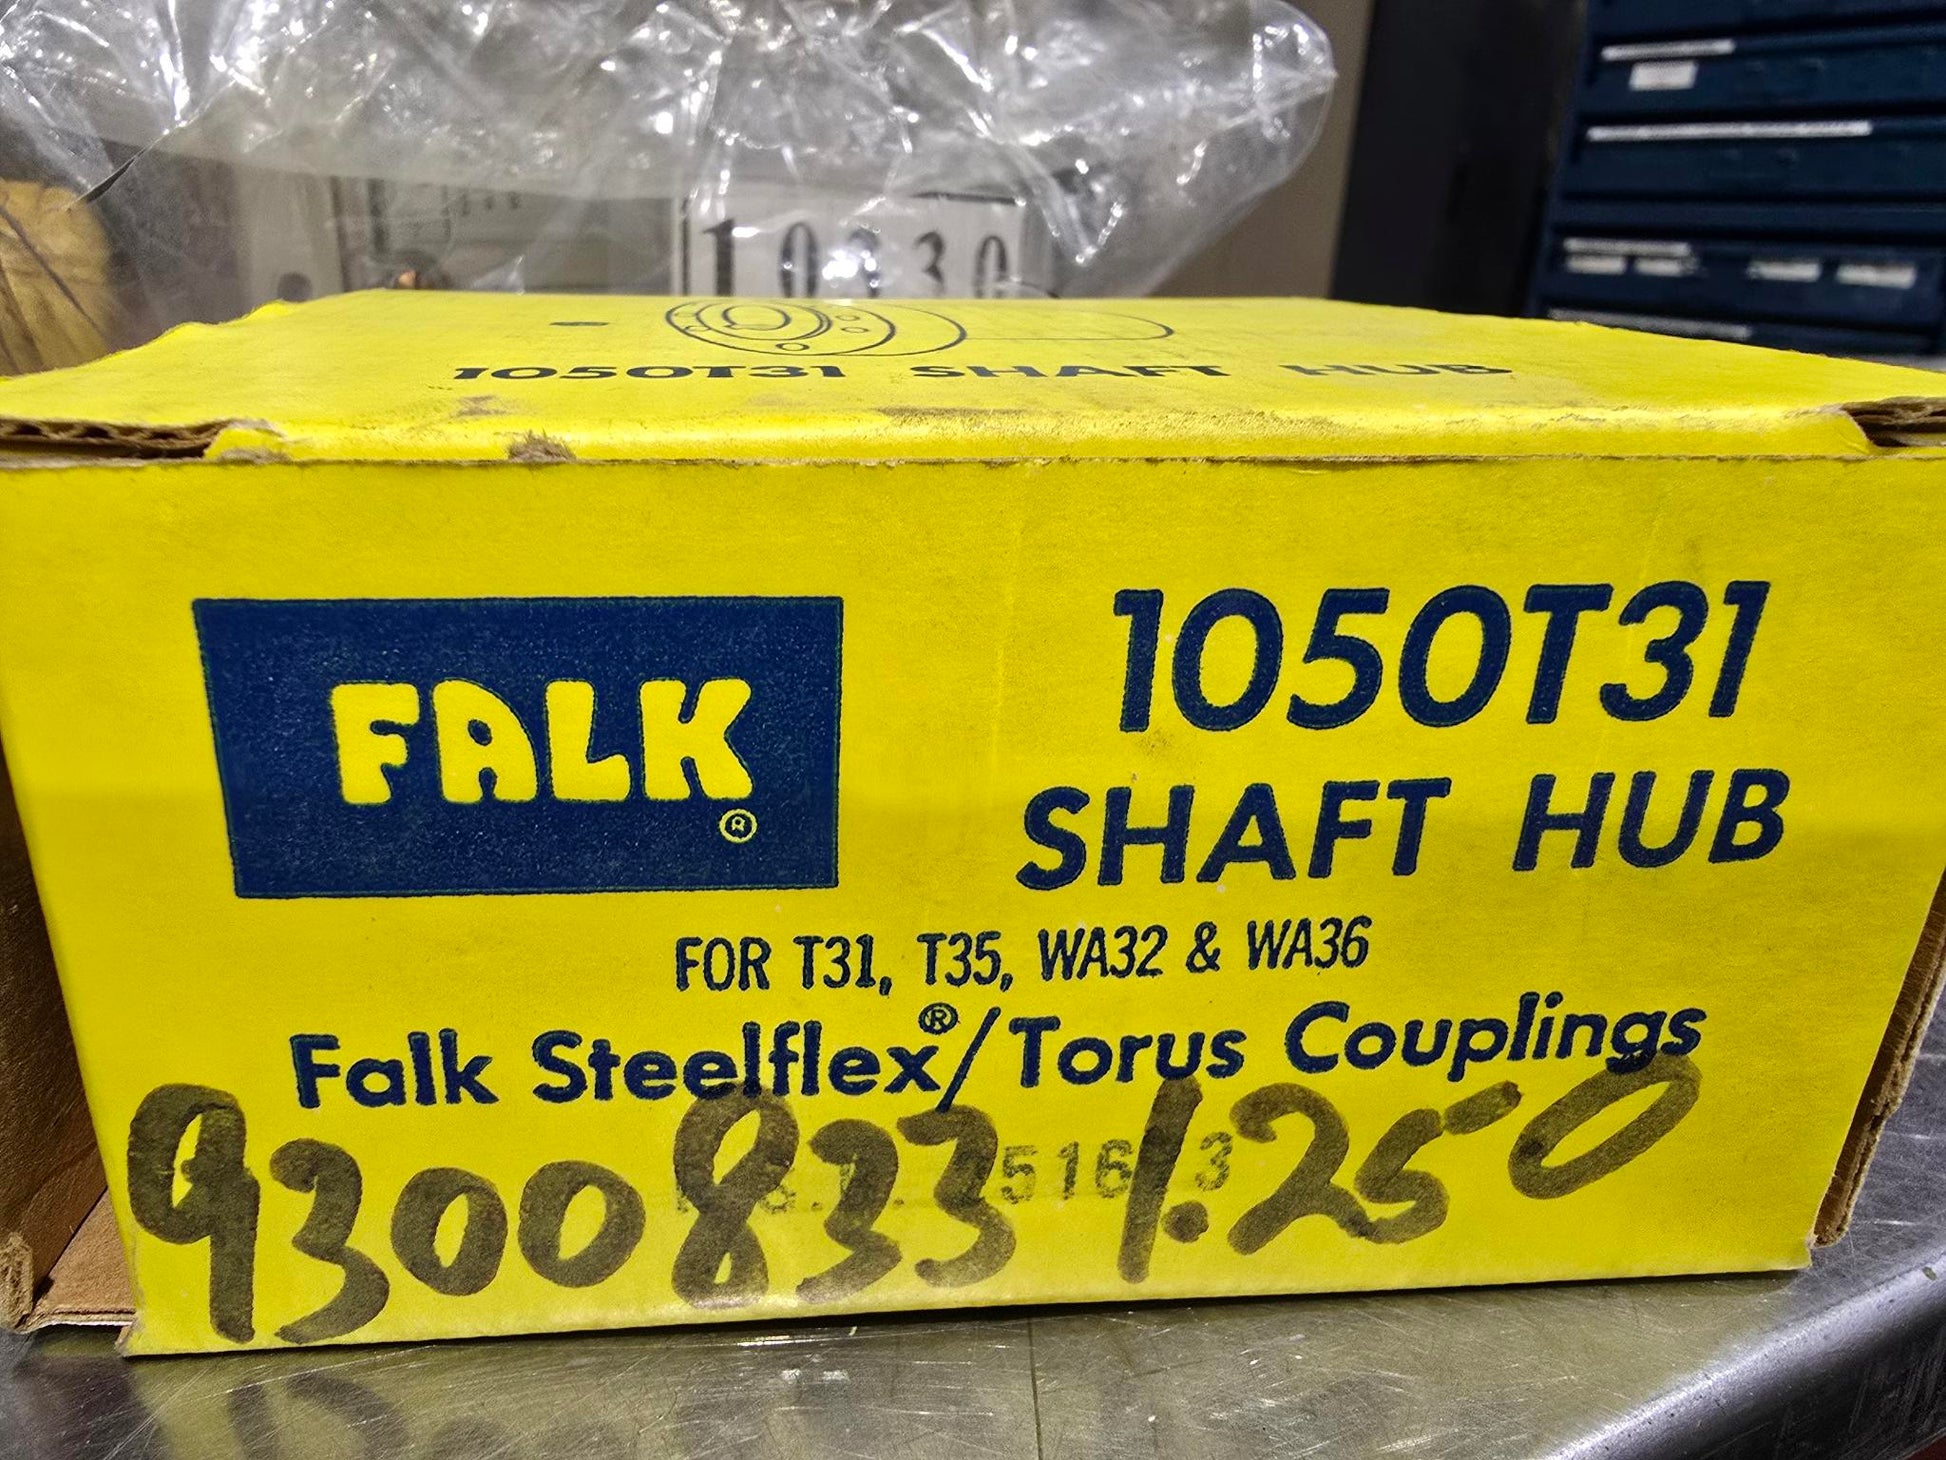 1050T31 SHAFT HUB
FALK®
1050T31
SHAFT HUB
FOR T31, T35, WA32 & WA36
Falk Steelflex®/Torus Couplings
9300833 1.250